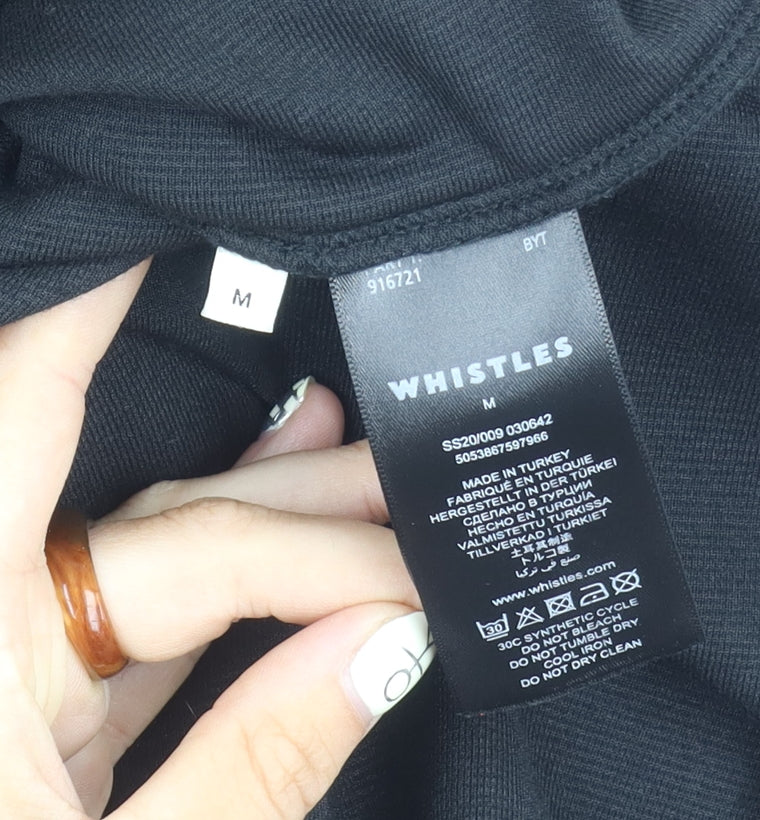 M
BYT
916721
WHISTLES
M
SS20/009 030642
5053867597966
MADE IN TURKEY
FABRIQUÉ EN TURQUIE
HERGESTELLT IN DER TÜRKEI
СДЕЛАНО В ТУРЦИИ
HECHO EN TURQUÍA
VALMISTETTU TURKISSA
TILLVERKAD I TURKIET
土耳其制造
トルコ製
صنع في تركيا
www.whistles.com
30
30C SYNTHETIC CYCLE
DO NOT BLEACH
DO NOT TUMBLE DRY
COOL IRON
DO NOT DRY CLEAN